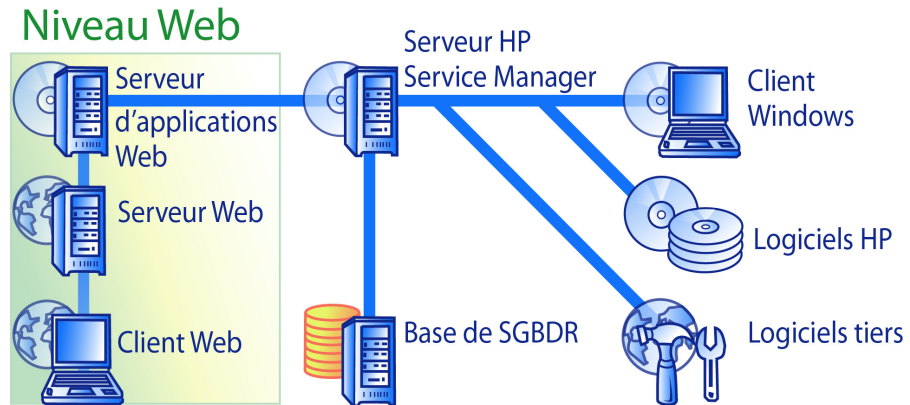 Niveau Web
Serveur
d’applications
Web
Serveur Web
Client Web
Serveur HP
Service Manager
Base de SGBDR
Client
Windows
Logiciels HP
Logiciels tiers